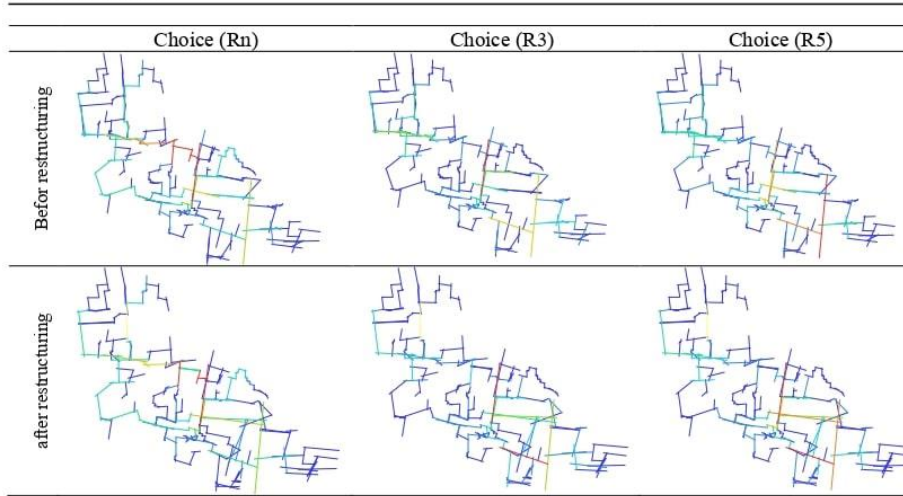 Choice (Rn) Choice (R3) Choice (R5)
Befor restructuring
after restructuring